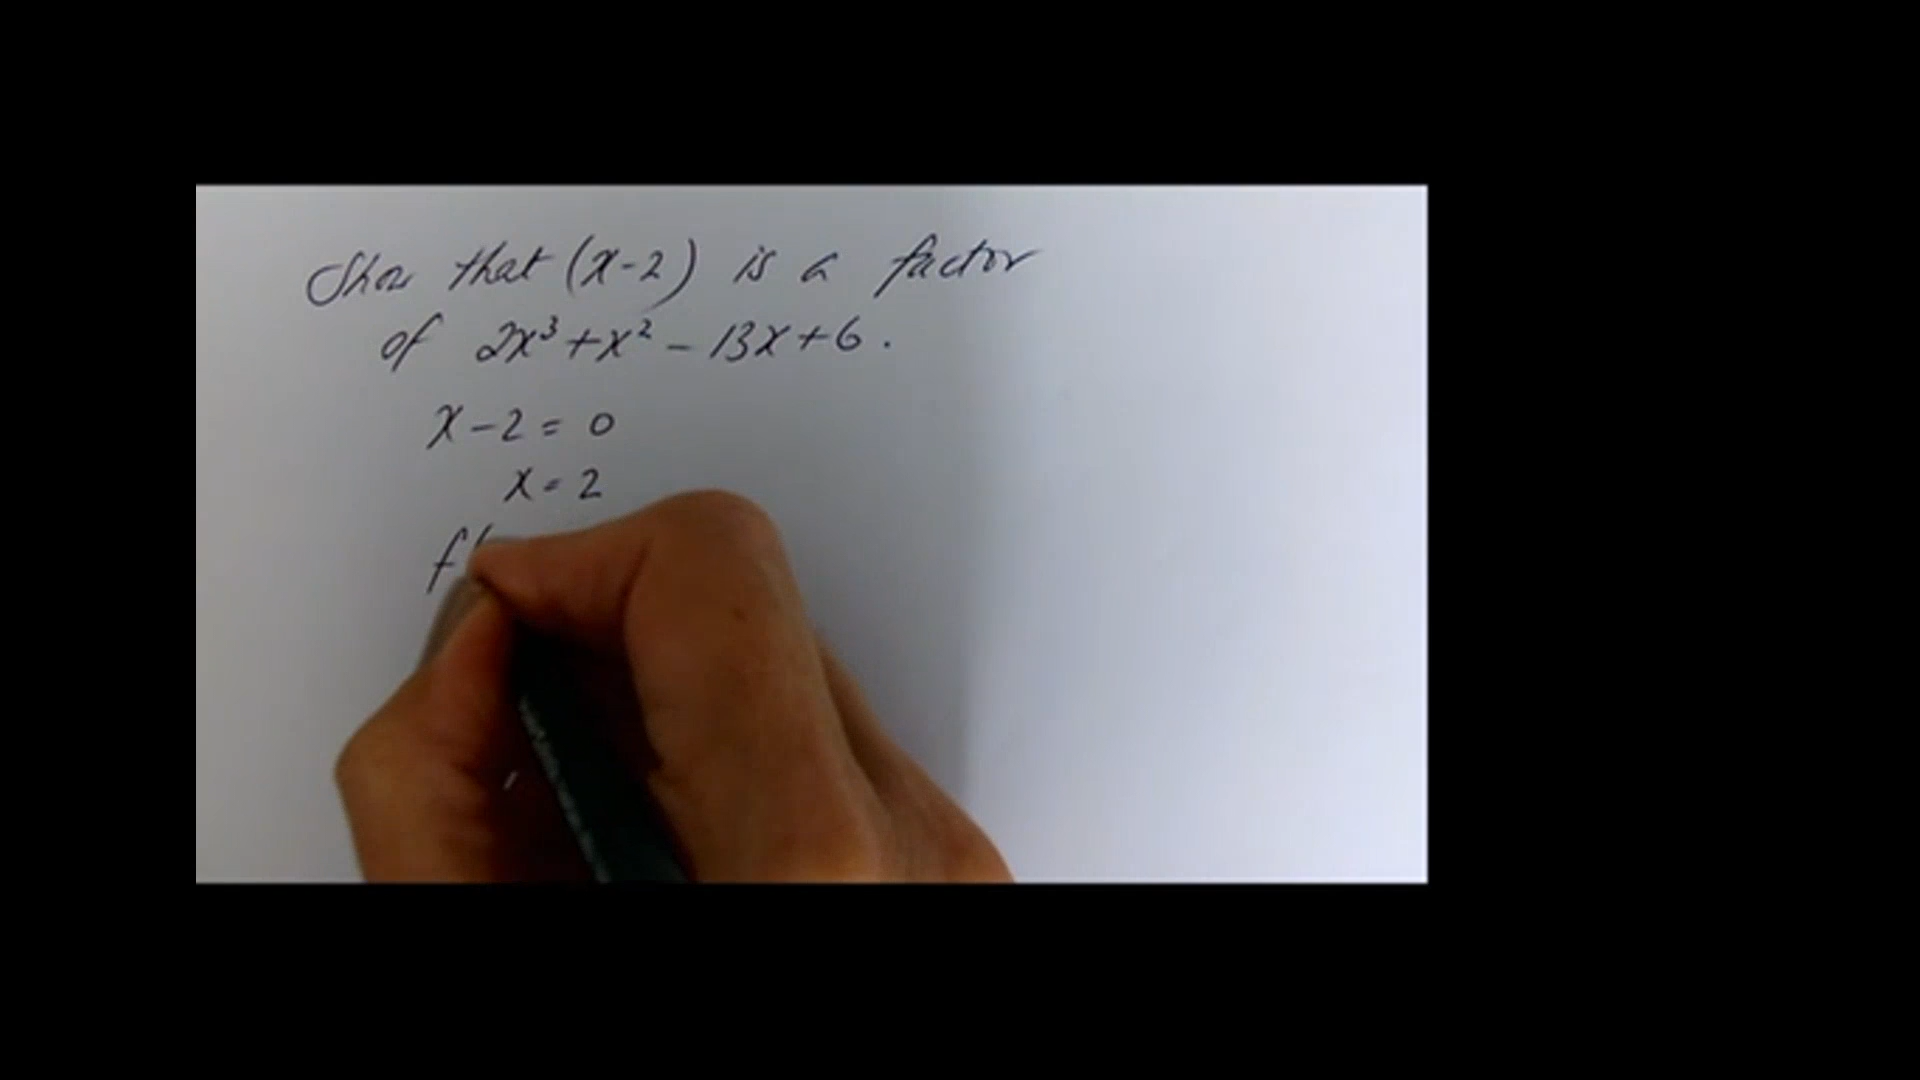 Show that (x-2) is a factor
of 2x³+x²-13x+6.
x-2=0
x=2
f(